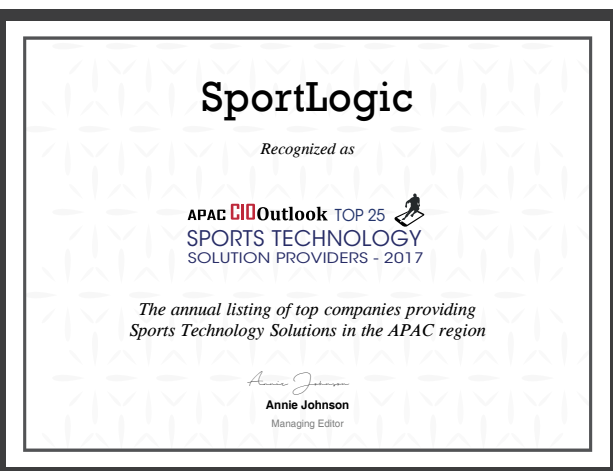 SportLogic
Recognized as
APAC CIOOutlook TOP 25
SPORTS TECHNOLOGY
SOLUTION PROVIDERS - 2017
The annual listing of top companies providing
Sports Technology Solutions in the APAC region
Annie Johnson
Annie Johnson
Managing Editor